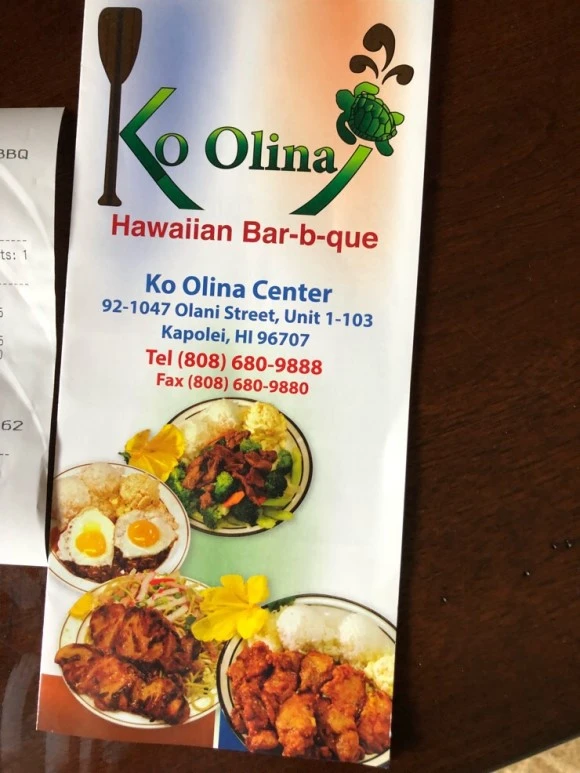 Ko Olina
Hawaiian Bar-b-que
Ko Olina Center
92-1047 Olani Street, Unit 1-103
Kapolei, HI 96707
Tel (808) 680-9888
Fax (808) 680-9880
BBQ
ts: 1
62